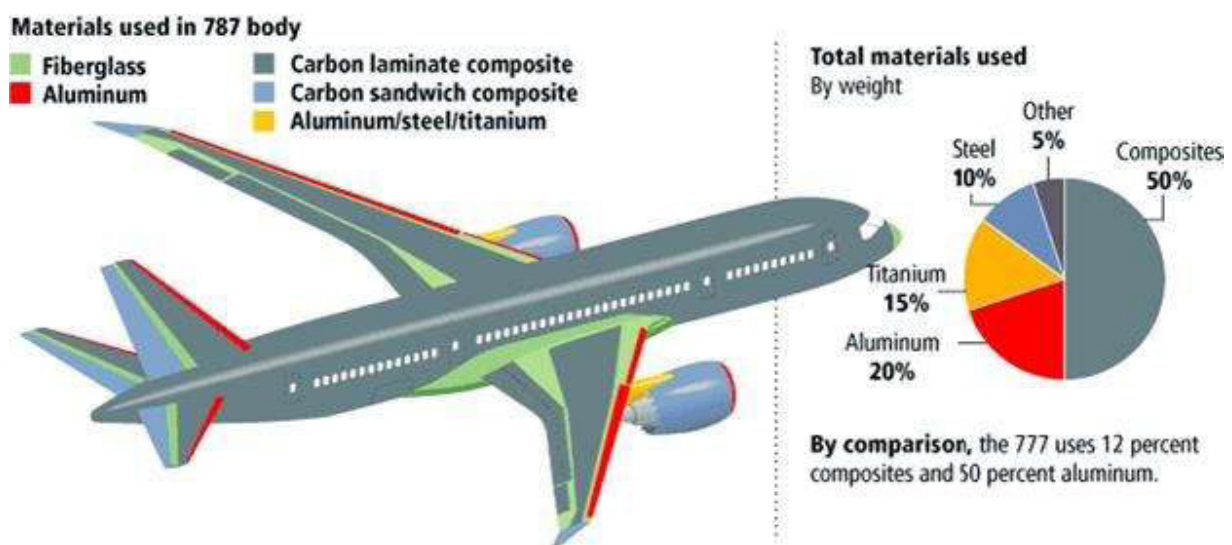 Materials used in 787 body
Fiberglass
Aluminum
Carbon laminate composite
Carbon sandwich composite
Aluminum/steel/titanium
Total materials used
By weight
Other
5%
Steel
10%
Composites
50%
Titanium
15%
Aluminum
20%
By comparison, the 777 uses 12 percent
composites and 50 percent aluminum.